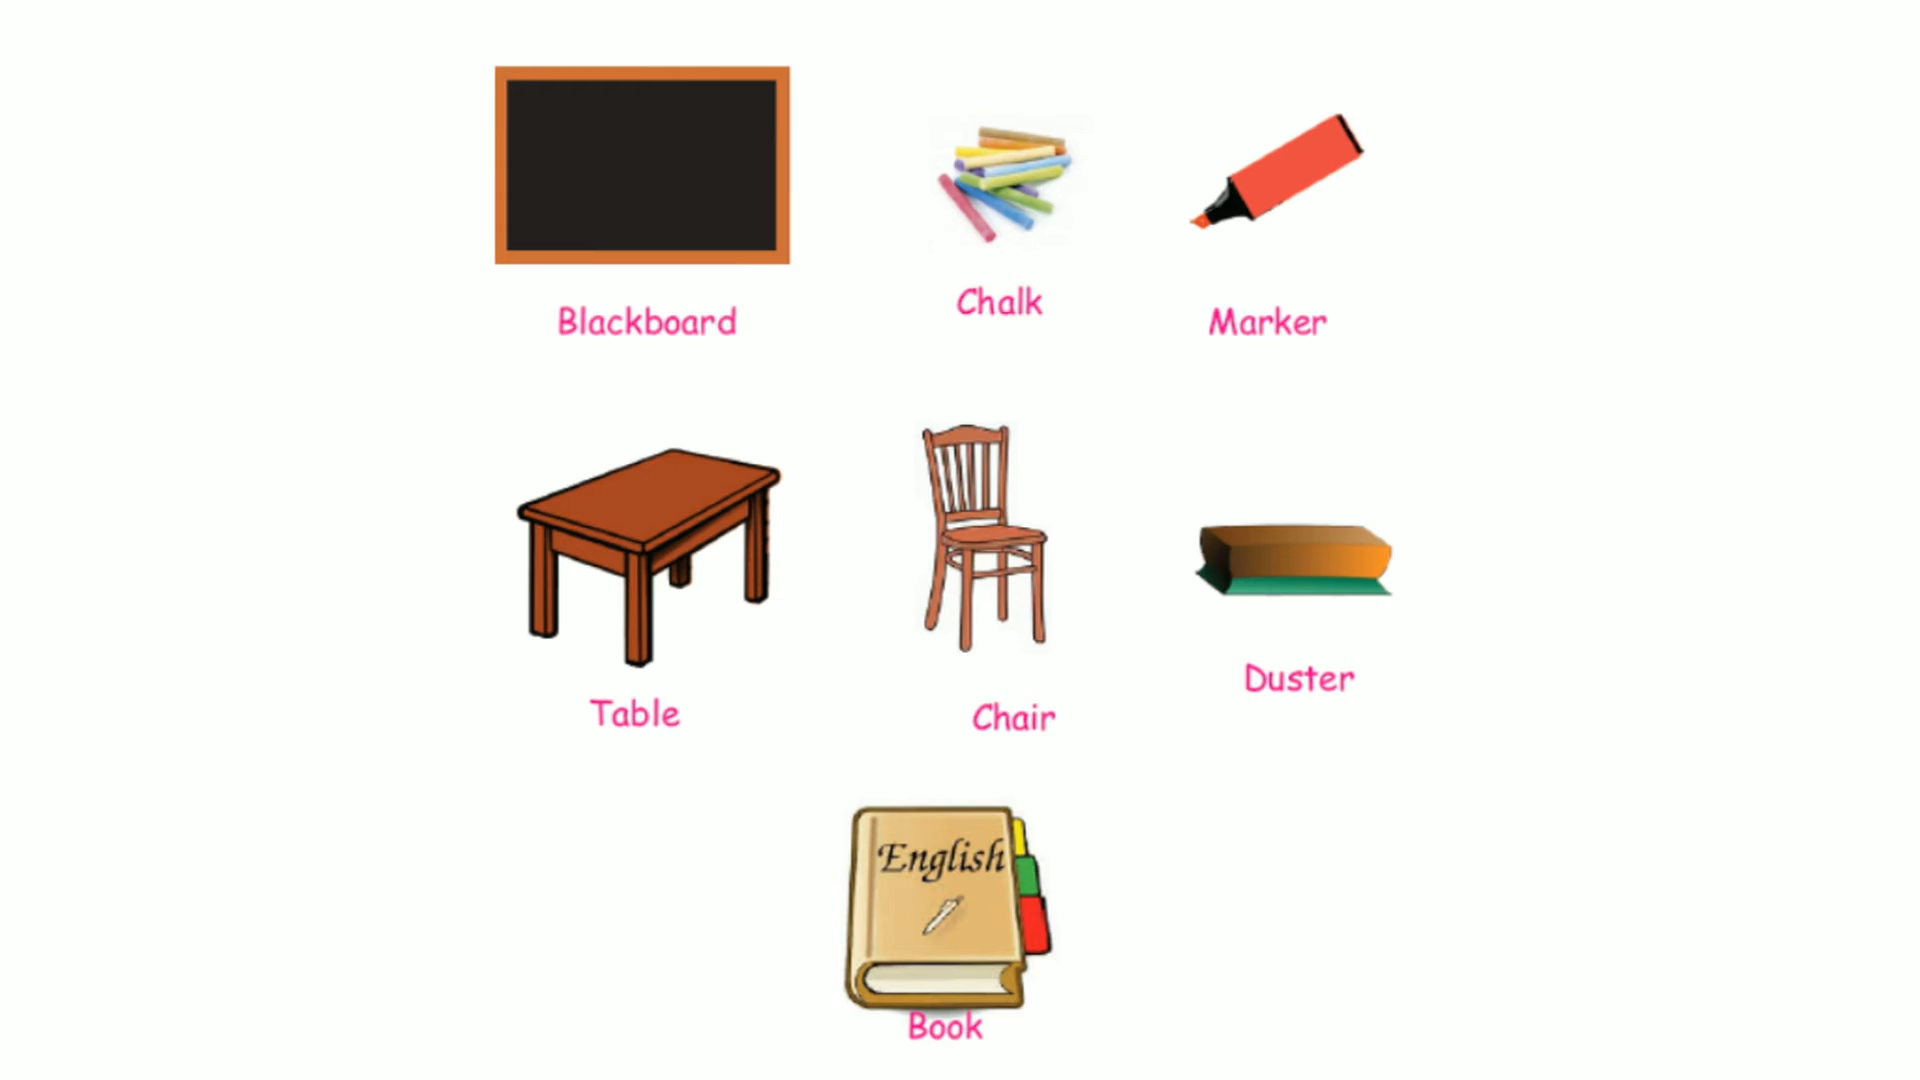 Blackboard
Chalk
Marker
Table
Chair
Duster
English
Book